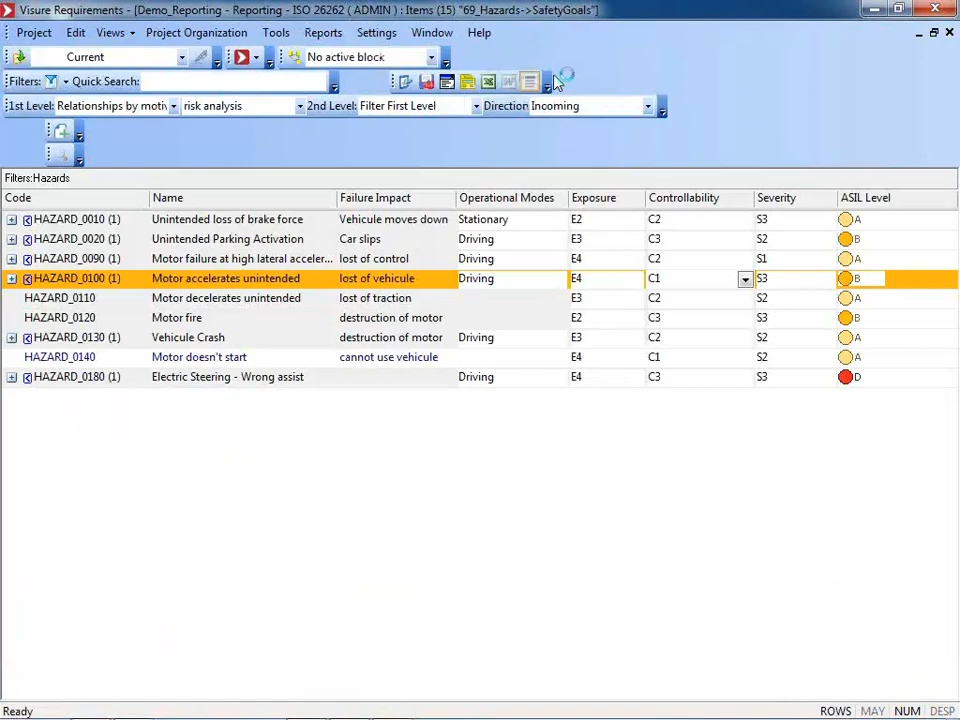 Visure Requirements - [Demo_Reporting - Reporting - ISO 26262 ( ADMIN ) : Items (15) "69_Hazards->SafetyGoals"]
Project Edit Views Project Organization Tools Reports Settings Window Help
Current No active block
Filters: Quick Search:
1st Level: Relationships by motiv risk analysis 2nd Level: Filter First Level Direction Incoming
Filters:Hazards
Code Name Failure Impact Operational Modes Exposure Controllability Severity ASIL Level
HAZARD_0010 (1) Unintended loss of brake force Vehicule moves down Stationary E2 C2 S3 A
HAZARD_0020 (1) Unintended Parking Activation Car slips Driving E3 C3 S2 B
HAZARD_0090 (1) Motor failure at high lateral acceler... lost of control Driving E4 C2 S1 A
HAZARD_0100 (1) Motor accelerates unintended lost of vehicule Driving E4 C1 S3 B
HAZARD_0110 Motor decelerates unintended lost of traction E3 C2 S2 A
HAZARD_0120 Motor fire destruction of motor E2 C3 S3 B
HAZARD_0130 (1) Vehicule Crash destruction of motor Driving E3 C2 S2 A
HAZARD_0140 Motor doesn't start cannot use vehicule E4 C1 S2 A
HAZARD_0180 (1) Electric Steering - Wrong assist Driving E4 C3 S3 D
Ready ROWS MAY NUM DESP